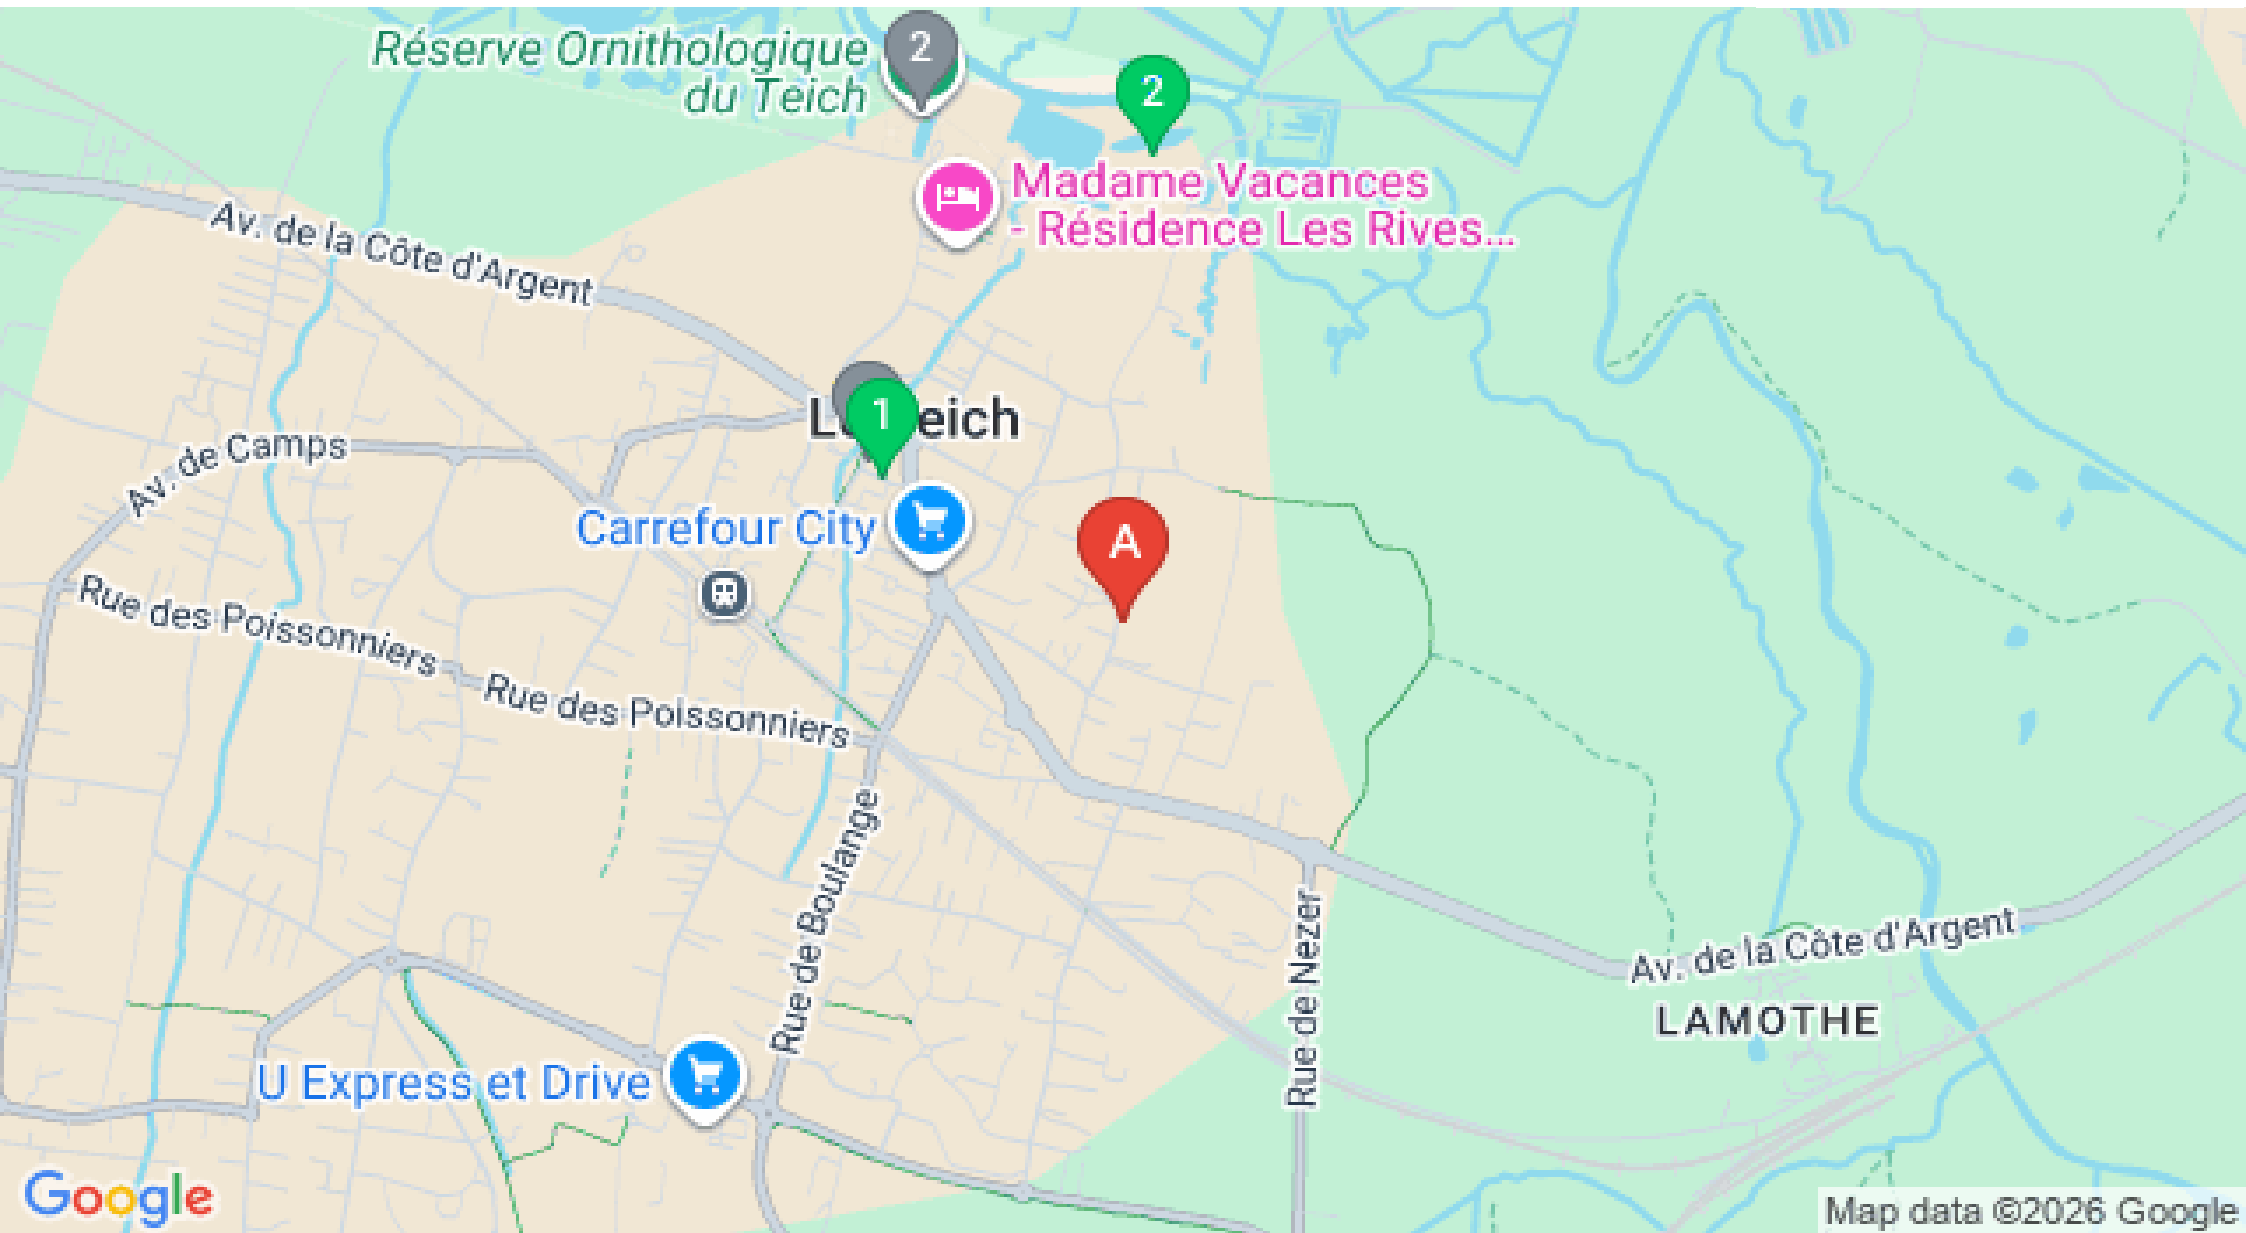 Réserve Ornithologique
du Teich
2
2
Madame Vacances
- Résidence Les Rives...
Av. de la Côte d'Argent
1
eich
Av. de Camps
Carrefour City
A
Rue des Poissonniers
Rue des Poissonniers
Rue de Boulange
Rue de Nezer
Av. de la Côte d'Argent
LAMOTHE
U Express et Drive
Google
Map data ©2026 Google